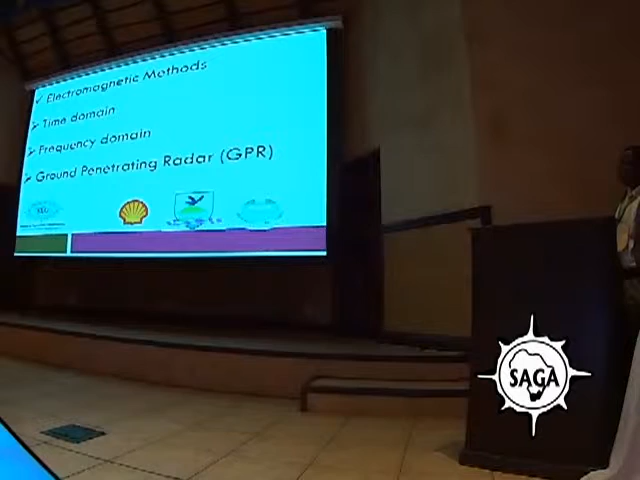 ✓ Electromagnetic Methods
➢ Time domain
➢ Frequency domain
➢ Ground Penetrating Radar (GPR)
SAGA